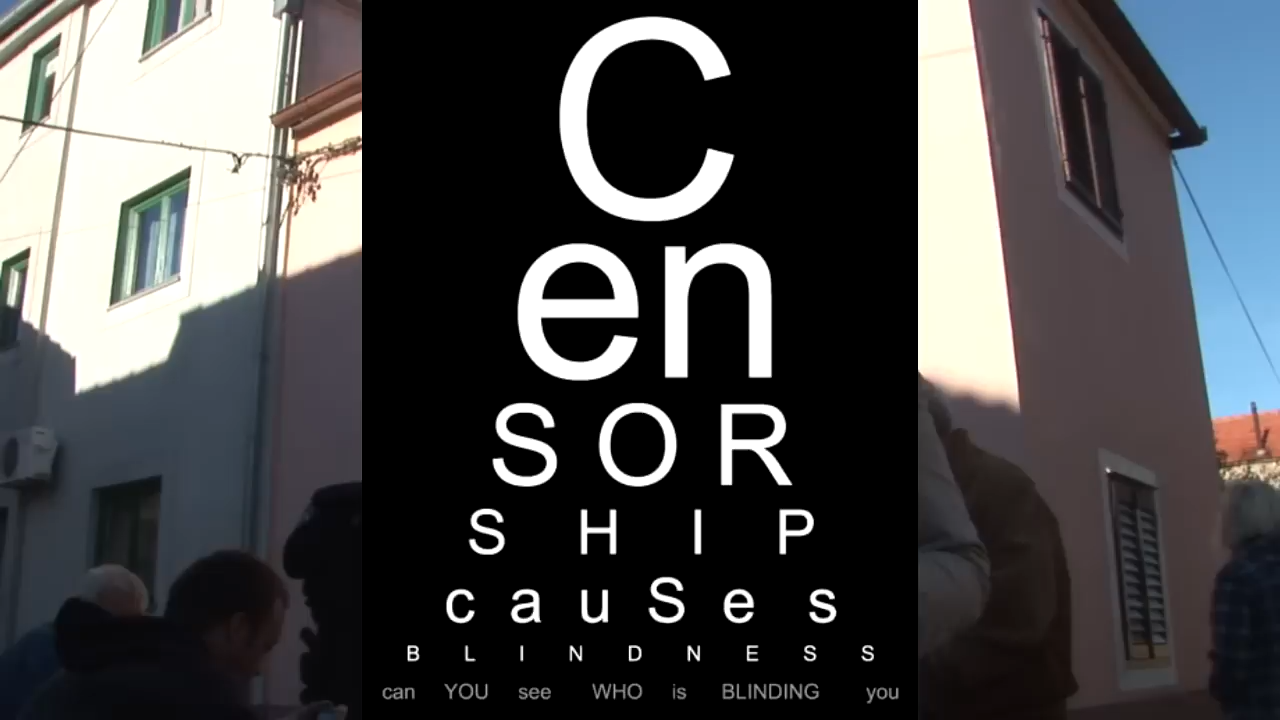 C
en
SOR
SHIP
cauSes
BLINDNESS
can YOU see WHO is BLINDING you